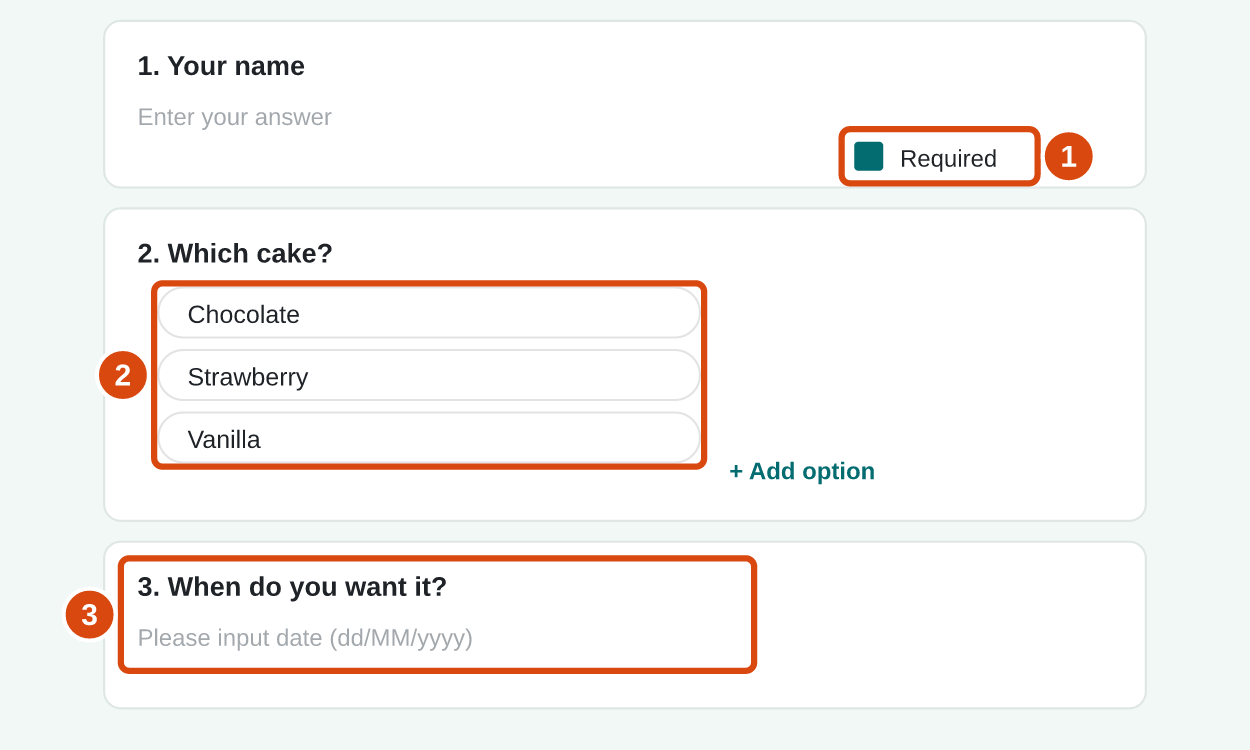 1. Your name
Enter your answer
Required
1
2. Which cake?
Chocolate
Strawberry
2
Vanilla
+ Add option
3. When do you want it?
3
Please input date (dd/MM/yyyy)